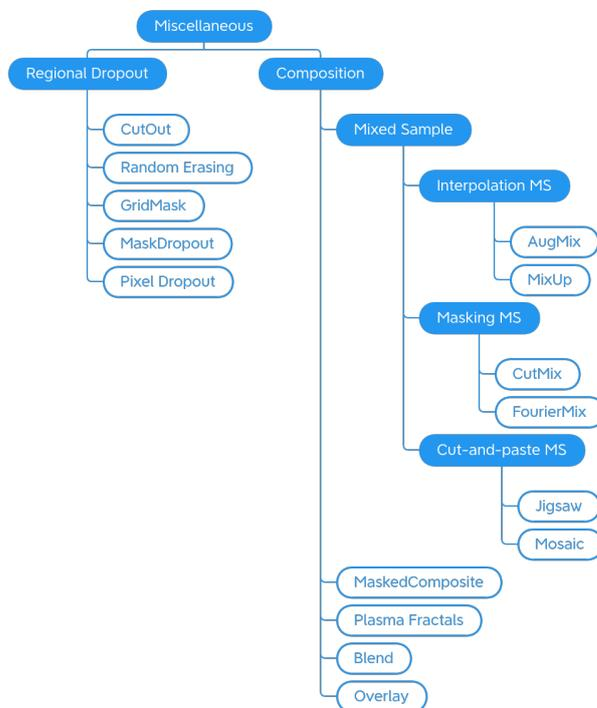 Miscellaneous
Regional Dropout
Composition
CutOut
Random Erasing
GridMask
MaskDropout
Pixel Dropout
Mixed Sample
Interpolation MS
AugMix
MixUp
Masking MS
CutMix
FourierMix
Cut-and-paste MS
Jigsaw
Mosaic
MaskedComposite
Plasma Fractals
Blend
Overlay